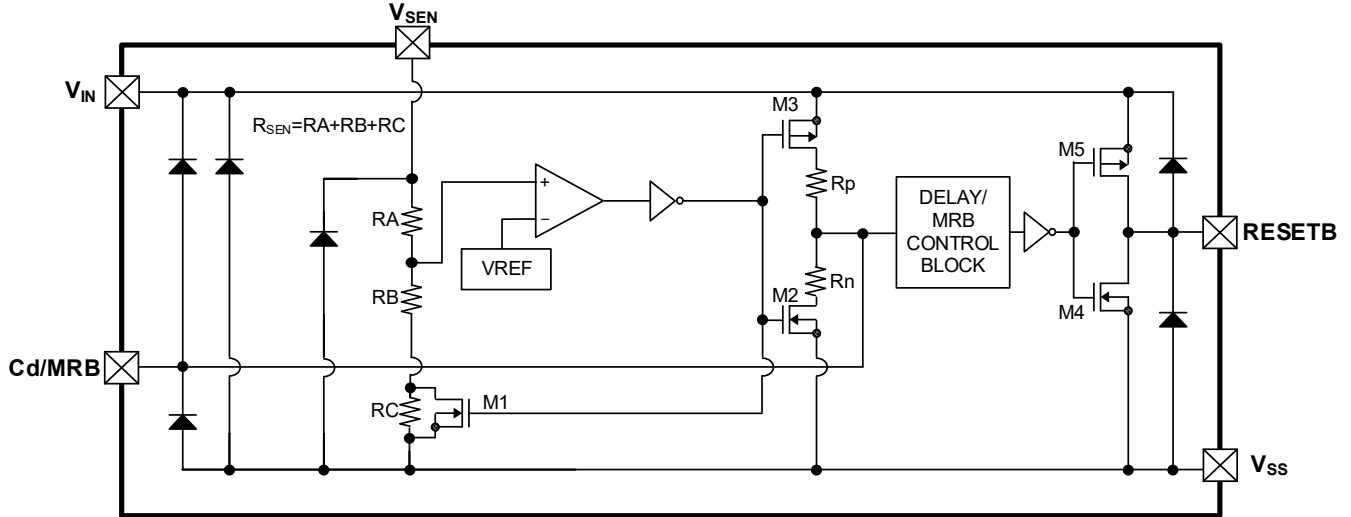 VSEN
VIN
RSEN=RA+RB+RC
M3
M5
Rp
RA
+
−
VREF
DELAY/
MRB
CONTROL
BLOCK
RESETB
RB
Rn
M2
M4
Cd/MRB
RC
M1
VSS